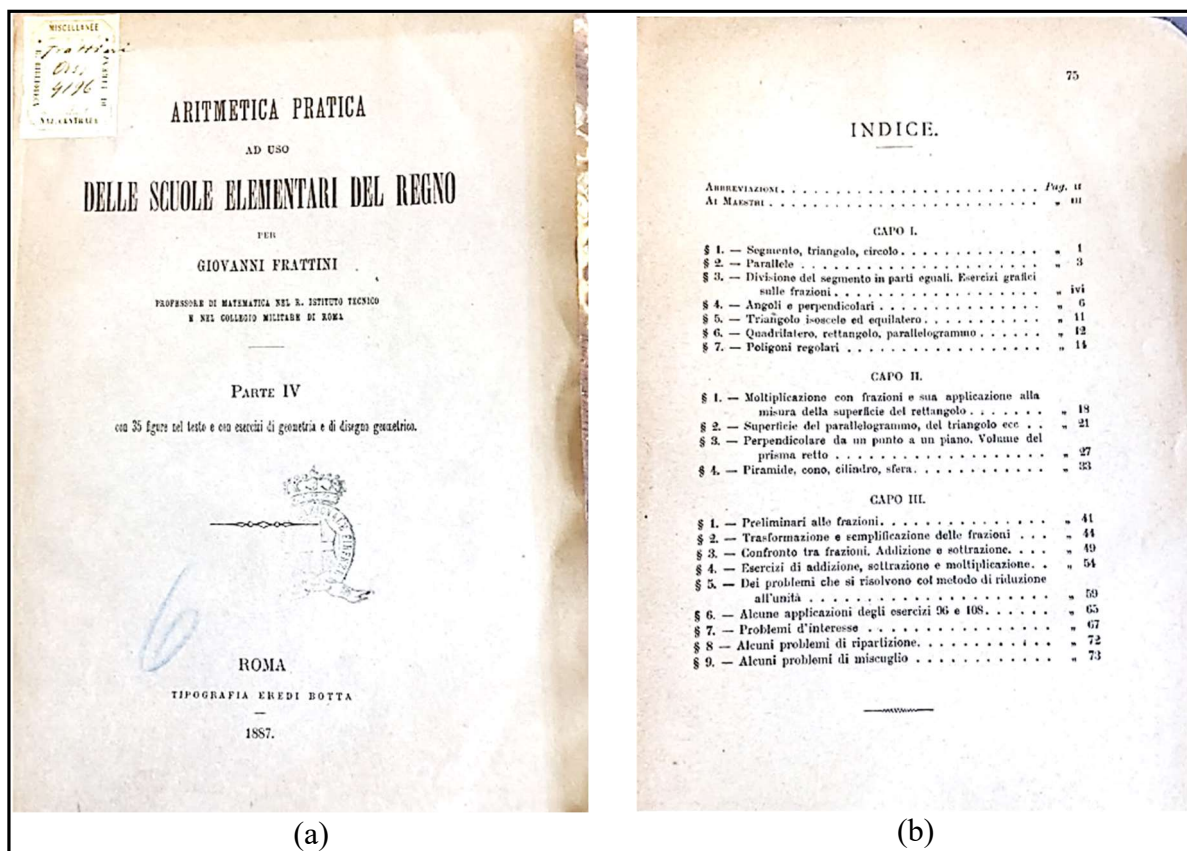 MISCELLANEE
Frattini
4196
NAZ. CENTRALE
DI FIRENZE
ARITMETICA PRATICA
AD USO
DELLE SCUOLE ELEMENTARI DEL REGNO
PER
GIOVANNI FRATTINI
PROFESSORE DI MATEMATICA NEL R. ISTITUTO TECNICO
E NEL COLLEGIO MILITARE DI ROMA
PARTE IV
con 35 figure nel testo e con esercizi di geometria e di disegno geometrico.
6
ROMA
TIPOGRAFIA EREDI BOTTA
1887.
(a)
75
INDICE.
ABBREVIAZIONI . . . . . . . . . . . . . . . . . . . . . . . . Pag. II
AI MAESTRI . . . . . . . . . . . . . . . . . . . . . . . . . „ III
CAPO I.
§ 1. — Segmento, triangolo, circolo . . . . . . . . . . . . . „ 1
§ 2. — Parallele . . . . . . . . . . . . . . . . . . . . . . „ 3
§ 3. — Divisione del segmento in parti eguali. Esercizi grafici
sulle frazioni . . . . . . . . . . . . . . . . . . . „ ivi
§ 4. — Angoli e perpendicolari . . . . . . . . . . . . . . . „ 6
§ 5. — Triangolo isoscele ed equilatero . . . . . . . . . . . „ 11
§ 6. — Quadrilatero, rettangolo, parallelogrammo . . . . . . „ 12
§ 7. — Poligoni regolari . . . . . . . . . . . . . . . . . . „ 14
CAPO II.
§ 1. — Moltiplicazione con frazioni e sua applicazione alla
misura della superficie del rettangolo . . . . . . . „ 18
§ 2. — Superficie del parallelogrammo, del triangolo ecc . . „ 21
§ 3. — Perpendicolare da un punto a un piano. Volume del
prisma retto . . . . . . . . . . . . . . . . . . . . „ 27
§ 4. — Piramide, cono, cilindro, sfera. . . . . . . . . . . . „ 33
CAPO III.
§ 1. — Preliminari alle frazioni. . . . . . . . . . . . . . . „ 41
§ 2. — Trasformazione e semplificazione delle frazioni . . . „ 44
§ 3. — Confronto tra frazioni. Addizione e sottrazione. . . . „ 49
§ 4. — Esercizi di addizione, sottrazione e moltiplicazione. . „ 54
§ 5. — Dei problemi che si risolvono col metodo di riduzione
all'unità . . . . . . . . . . . . . . . . . . . . . „ 59
§ 6. — Alcune applicazioni degli esercizi 96 e 108. . . . . . „ 65
§ 7. — Problemi d'interesse . . . . . . . . . . . . . . . . „ 67
§ 8 — Alcuni problemi di ripartizione. . . . . . . . . . . . „ 72
§ 9. — Alcuni problemi di miscuglio . . . . . . . . . . . . . „ 73
(b)